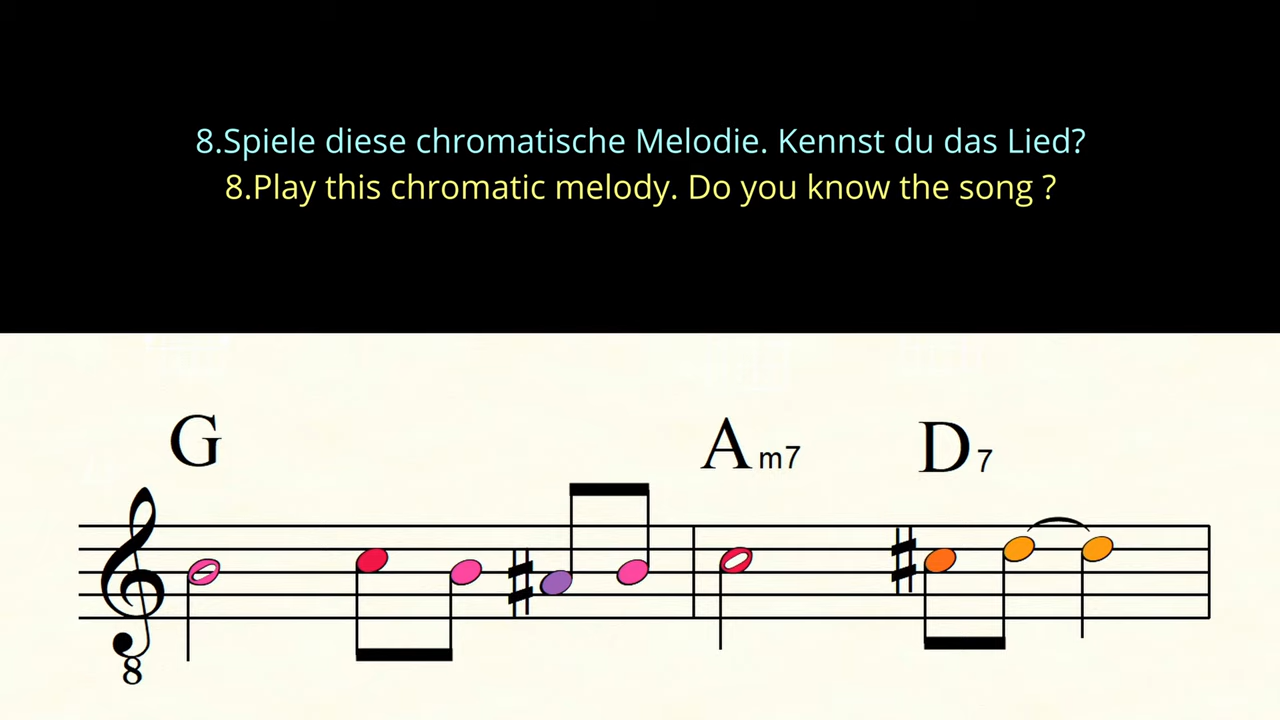 8.Spiele diese chromatische Melodie. Kennst du das Lied?
8.Play this chromatic melody. Do you know the song ?
G Am7 D7
8